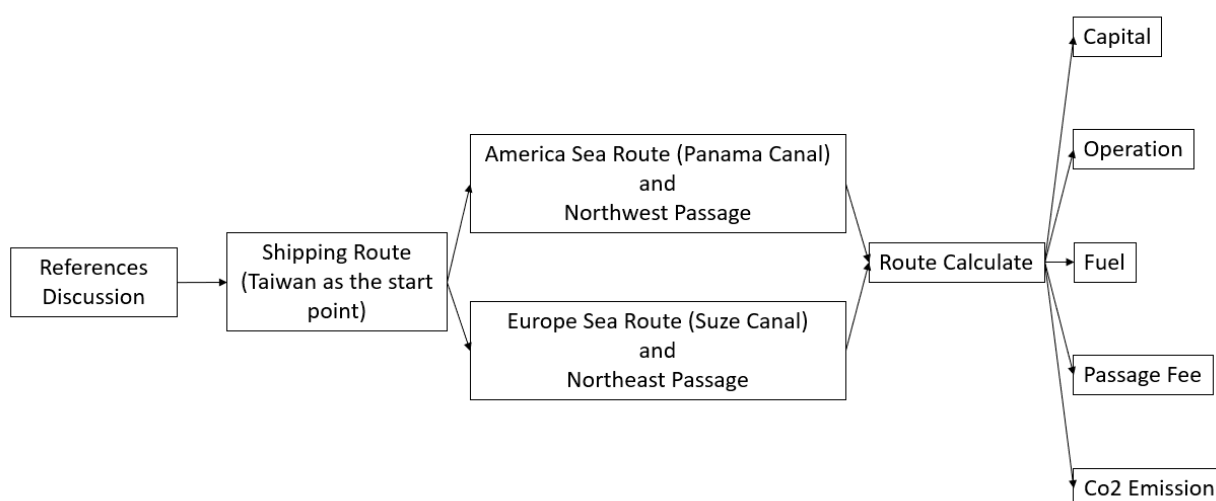 References
Discussion
Shipping Route
(Taiwan as the start
point)
America Sea Route (Panama Canal)
and
Northwest Passage
Europe Sea Route (Suze Canal)
and
Northeast Passage
Route Calculate
Capital
Operation
Fuel
Passage Fee
Co2 Emission